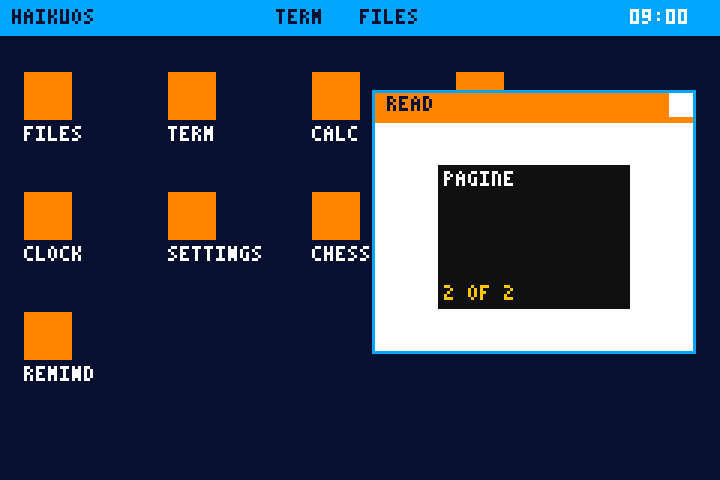 HAIKUOS TERM FILES 09:00
READ
FILES TERM CALC
PAGINE
CLOCK SETTINGS CHESS
2 OF 2
REMIND